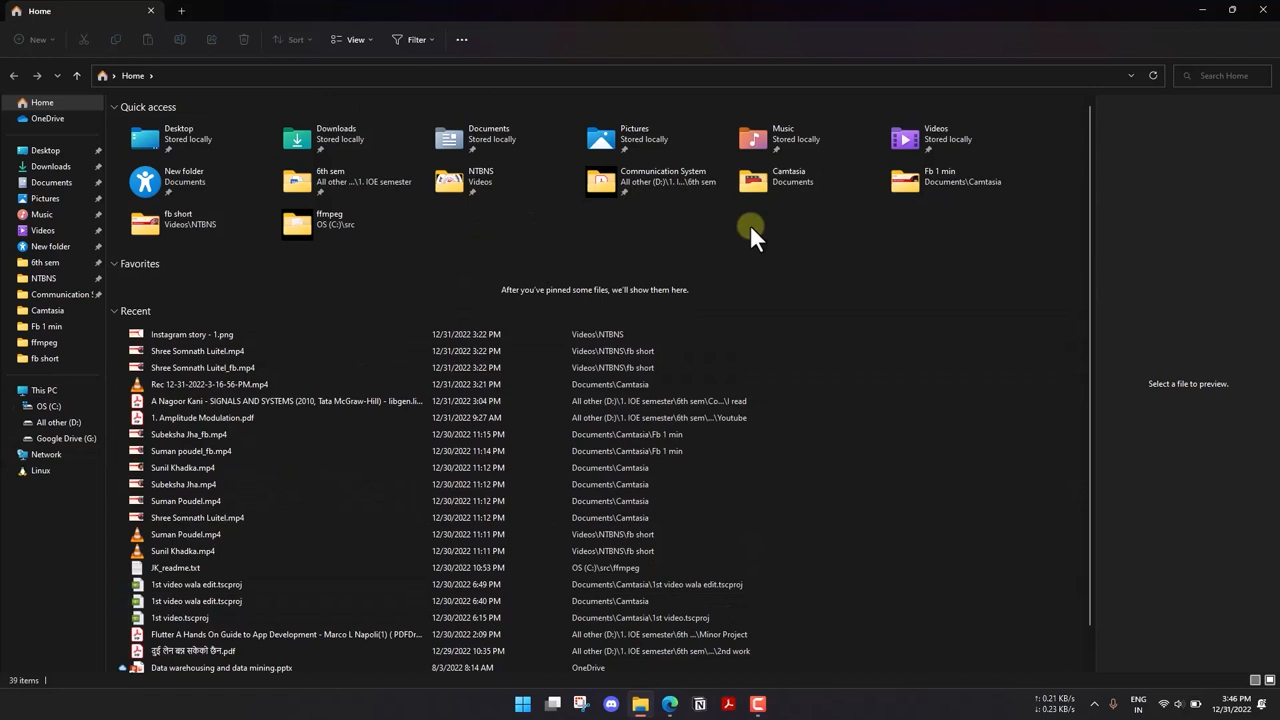 Home
New
Sort
View
Filter
Home
Search Home
Home
OneDrive
Desktop
Downloads
Documents
Pictures
Music
Videos
New folder
6th sem
NTBNS
Communication S
Camtasia
Fb 1 min
ffmpeg
fb short
This PC
OS (C:)
All other (D:)
Google Drive (G:)
Network
Linux
Quick access
Desktop
Stored locally
Downloads
Stored locally
Documents
Stored locally
Pictures
Stored locally
Music
Stored locally
Videos
Stored locally
New folder
Documents
6th sem
All other ...\1. IOE semester
NTBNS
Videos
Communication System
All other (D:)\1. I...\6th sem
Camtasia
Documents
Fb 1 min
Documents\Camtasia
fb short
Videos\NTBNS
ffmpeg
OS (C:)\src
Favorites
After you've pinned some files, we'll show them here.
Recent
Instagram story - 1.png 12/31/2022 3:22 PM Videos\NTBNS
Shree Somnath Luitel.mp4 12/31/2022 3:22 PM Videos\NTBNS\fb short
Shree Somnath Luitel_fb.mp4 12/31/2022 3:22 PM Videos\NTBNS\fb short
Rec 12-31-2022-3-16-56-PM.mp4 12/31/2022 3:21 PM Documents\Camtasia
A Nagoor Kani - SIGNALS AND SYSTEMS (2010, Tata McGraw-Hill) - libgen.li... 12/31/2022 3:04 PM All other (D:)\1. IOE semester\6th sem\Co...\I read
1. Amplitude Modulation.pdf 12/31/2022 9:27 AM All other (D:)\1. IOE semester\6th sem\...\Youtube
Subeksha Jha_fb.mp4 12/30/2022 11:15 PM Documents\Camtasia\Fb 1 min
Suman poudel_fb.mp4 12/30/2022 11:14 PM Documents\Camtasia\Fb 1 min
Sunil Khadka.mp4 12/30/2022 11:12 PM Documents\Camtasia
Subeksha Jha.mp4 12/30/2022 11:12 PM Documents\Camtasia
Suman Poudel.mp4 12/30/2022 11:12 PM Documents\Camtasia
Shree Somnath Luitel.mp4 12/30/2022 11:12 PM Documents\Camtasia
Suman Poudel.mp4 12/30/2022 11:11 PM Videos\NTBNS\fb short
Sunil Khadka.mp4 12/30/2022 11:11 PM Videos\NTBNS\fb short
JK_readme.txt 12/30/2022 10:53 PM OS (C:)\src\ffmpeg
1st video wala edit.tscproj 12/30/2022 6:49 PM Documents\Camtasia\1st video wala edit.tscproj
1st video wala edit.tscproj 12/30/2022 6:40 PM Documents\Camtasia
1st video.tscproj 12/30/2022 6:15 PM Documents\Camtasia\1st video.tscproj
Flutter A Hands On Guide to App Development - Marco L Napoli(1) ( PDFDr... 12/30/2022 2:09 PM All other (D:)\1. IOE semester\6th ...\Minor Project
दुई लेन बन्न सकेको छैन.pdf 12/29/2022 10:35 PM All other (D:)\1. IOE semester\6th sem\...\2nd work
Data warehousing and data mining.pptx 8/3/2022 8:14 AM OneDrive
Select a file to preview.
39 items
↑: 0.21 KB/s
↓: 0.23 KB/s
ENG
IN
3:46 PM
12/31/2022